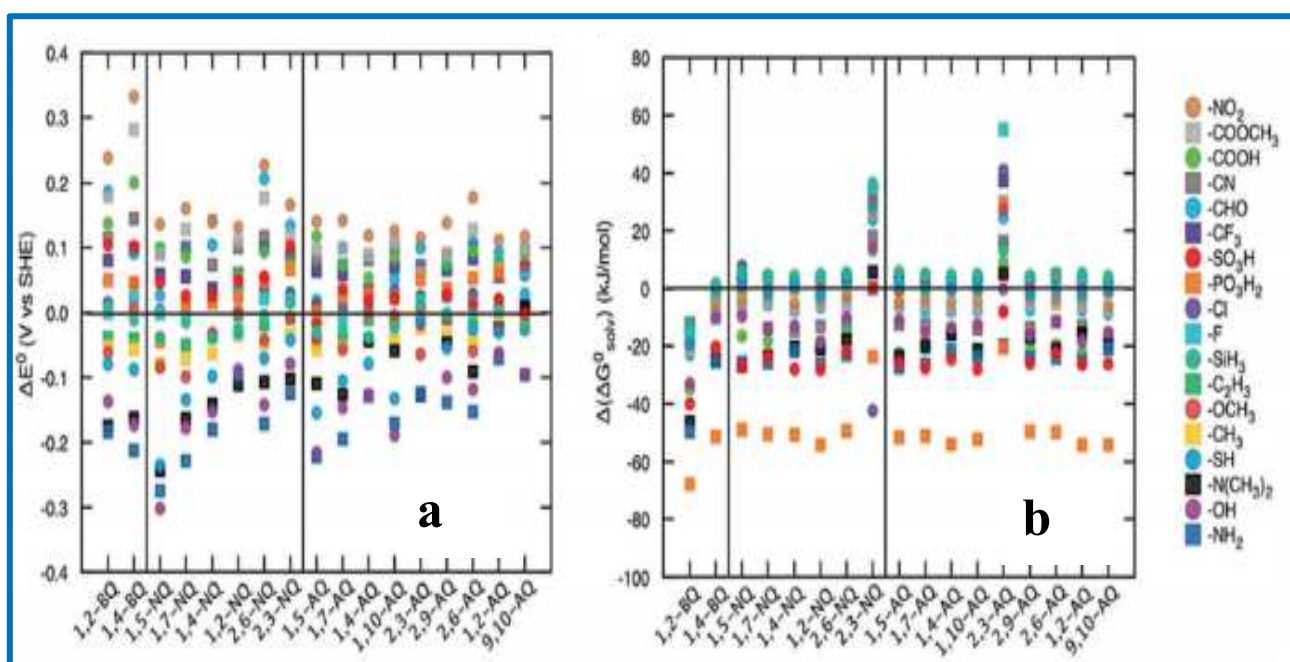 0.4
0.3
0.2
0.1
0.0
-0.1
-0.2
-0.3
-0.4
ΔE⁰ (V vs SHE)
1,2-BQ
1,4-BQ
1,5-NQ
1,7-NQ
1,4-NQ
1,2-NQ
2,6-NQ
2,3-NQ
1,5-AQ
1,7-AQ
1,4-AQ
1,10-AQ
2,3-AQ
2,9-AQ
2,6-AQ
1,2-AQ
9,10-AQ
a
80
60
40
20
0
-20
-40
-60
-80
-100
Δ(ΔG⁰solv) (kJ/mol)
1,2-BQ
1,4-BQ
1,5-NQ
1,7-NQ
1,4-NQ
1,2-NQ
2,6-NQ
2,3-NQ
1,5-AQ
1,7-AQ
1,4-AQ
1,10-AQ
2,3-AQ
2,9-AQ
2,6-AQ
1,2-AQ
9,10-AQ
b
-NO₂
-COOCH₃
-COOH
-CN
-CHO
-CF₃
-SO₃H
-PO₃H₂
-Cl
-F
-SiH₃
-C₂H₃
-OCH₃
-CH₃
-SH
-N(CH₃)₂
-OH
-NH₂